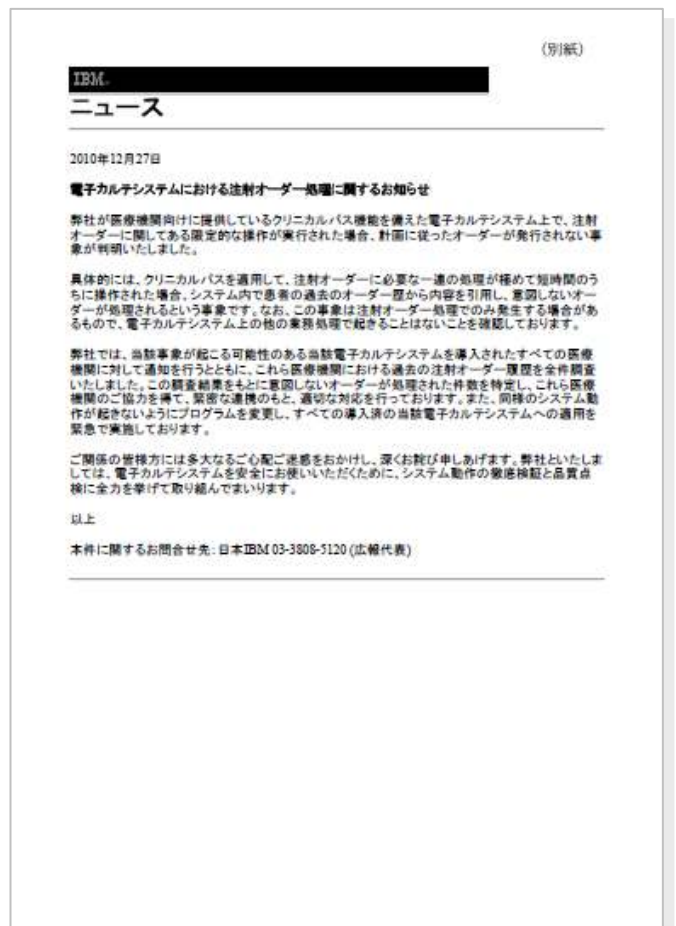 （別紙）
IBM.
ニュース
2010年12月27日
電子カルテシステムにおける注射オーダー処理に関するお知らせ
弊社が医療機関向けに提供しているクリニカルパス機能を備えた電子カルテシステム上で、注射
オーダーに関してある限定的な操作が実行された場合、計画に従ったオーダーが発行されない事
象が判明いたしました。
具体的には、クリニカルパスを適用して、注射オーダーに必要な一連の処理が極めて短時間のう
ちに操作された場合、システム内で患者の過去のオーダー歴から内容を引用し、意図しないオー
ダーが処理されるという事象です。なお、この事象は注射オーダー処理でのみ発生する場合があ
るもので、電子カルテシステム上の他の業務処理で起きることはないことを確認しております。
弊社では、当該事象が起こる可能性のある当該電子カルテシステムを導入されたすべての医療
機関に対して通知を行うとともに、これら医療機関における過去の注射オーダー履歴を全件調査
いたしました。この調査結果をもとに意図しないオーダーが処理された件数を特定し、これら医療
機関のご協力を得て、緊密な連携のもと、適切な対応を行っております。また、同様のシステム動
作が起きないようにプログラムを変更し、すべての導入済の当該電子カルテシステムへの適用を
緊急で実施しております。
ご関係の皆様方には多大なるご心配ご迷惑をおかけし、深くお詫び申しあげます。弊社といたしま
しては、電子カルテシステムを安全にお使いいただくために、システム動作の徹底検証と品質点
検に全力を挙げて取り組んでまいります。
以上
本件に関するお問合せ先: 日本IBM 03-3808-5120 (広報代表)